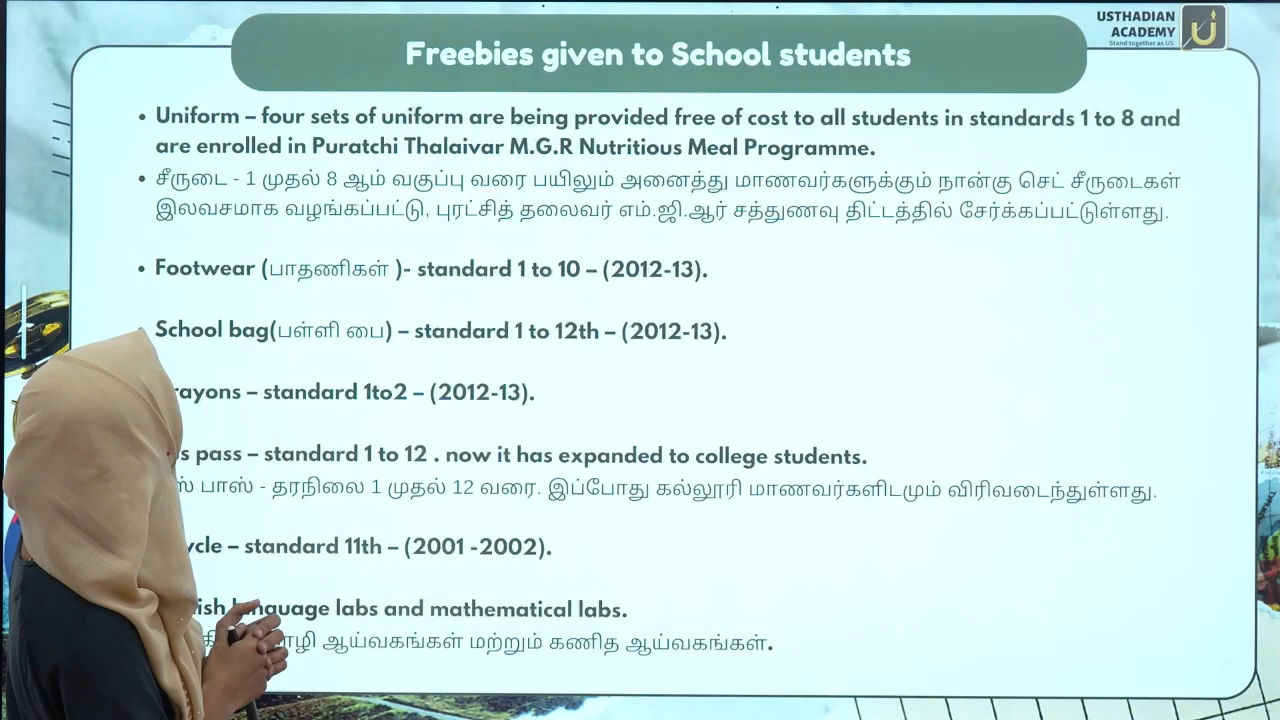 USTHADIAN
ACADEMY
Stand together as US
Freebies given to School students
• Uniform – four sets of uniform are being provided free of cost to all students in standards 1 to 8 and
are enrolled in Puratchi Thalaivar M.G.R Nutritious Meal Programme.
• சீருடை - 1 முதல் 8 ஆம் வகுப்பு வரை பயிலும் அனைத்து மாணவர்களுக்கும் நான்கு செட் சீருடைகள்
இலவசமாக வழங்கப்பட்டு, புரட்சித் தலைவர் எம்.ஜி.ஆர் சத்துணவு திட்டத்தில் சேர்க்கப்பட்டுள்ளது.
• Footwear (பாதணிகள் )- standard 1 to 10 – (2012-13).
School bag(பள்ளி பை) – standard 1 to 12th – (2012-13).
– standard 1to2 – (2012-13).
pass – standard 1 to 12 . now it has expanded to college students.
பாஸ் - தரநிலை 1 முதல் 12 வரை. இப்போது கல்லூரி மாணவர்களிடமும் விரிவடைந்துள்ளது.
– standard 11th – (2001 -2002).
language labs and mathematical labs.
ஆய்வகங்கள் மற்றும் கணித ஆய்வகங்கள்.